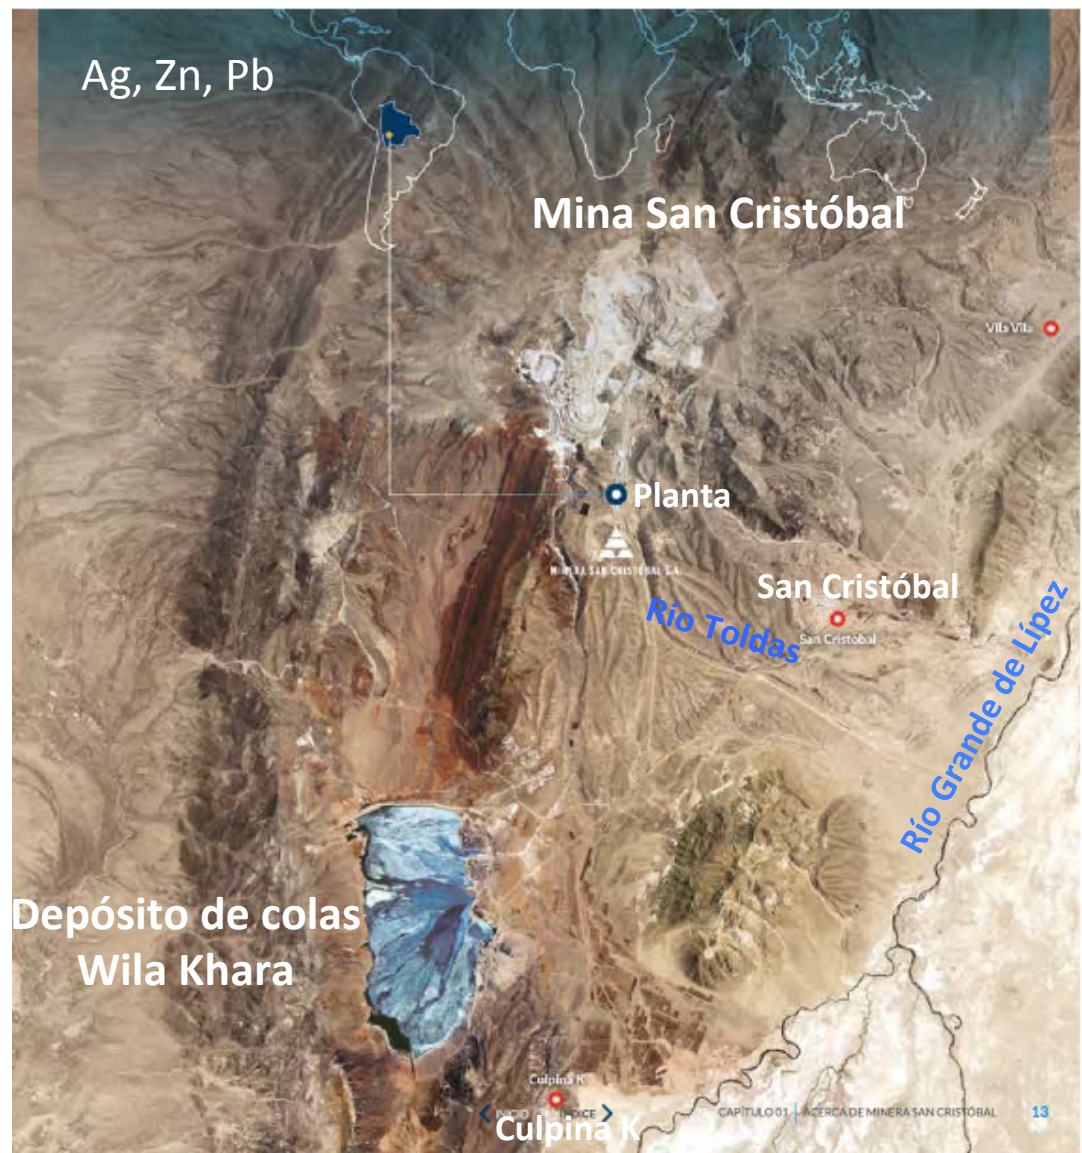 Ag, Zn, Pb
Mina San Cristóbal
Vila Vila
Planta
MINERA SAN CRISTÓBAL S.A.
San Cristóbal
San Cristóbal
Río Toldas
Río Grande de Lípez
Depósito de colas
Wila Khara
Culpina K
INICIO ÍNDICE
CAPÍTULO 01 | ACERCA DE MINERA SAN CRISTÓBAL 13
Culpina K